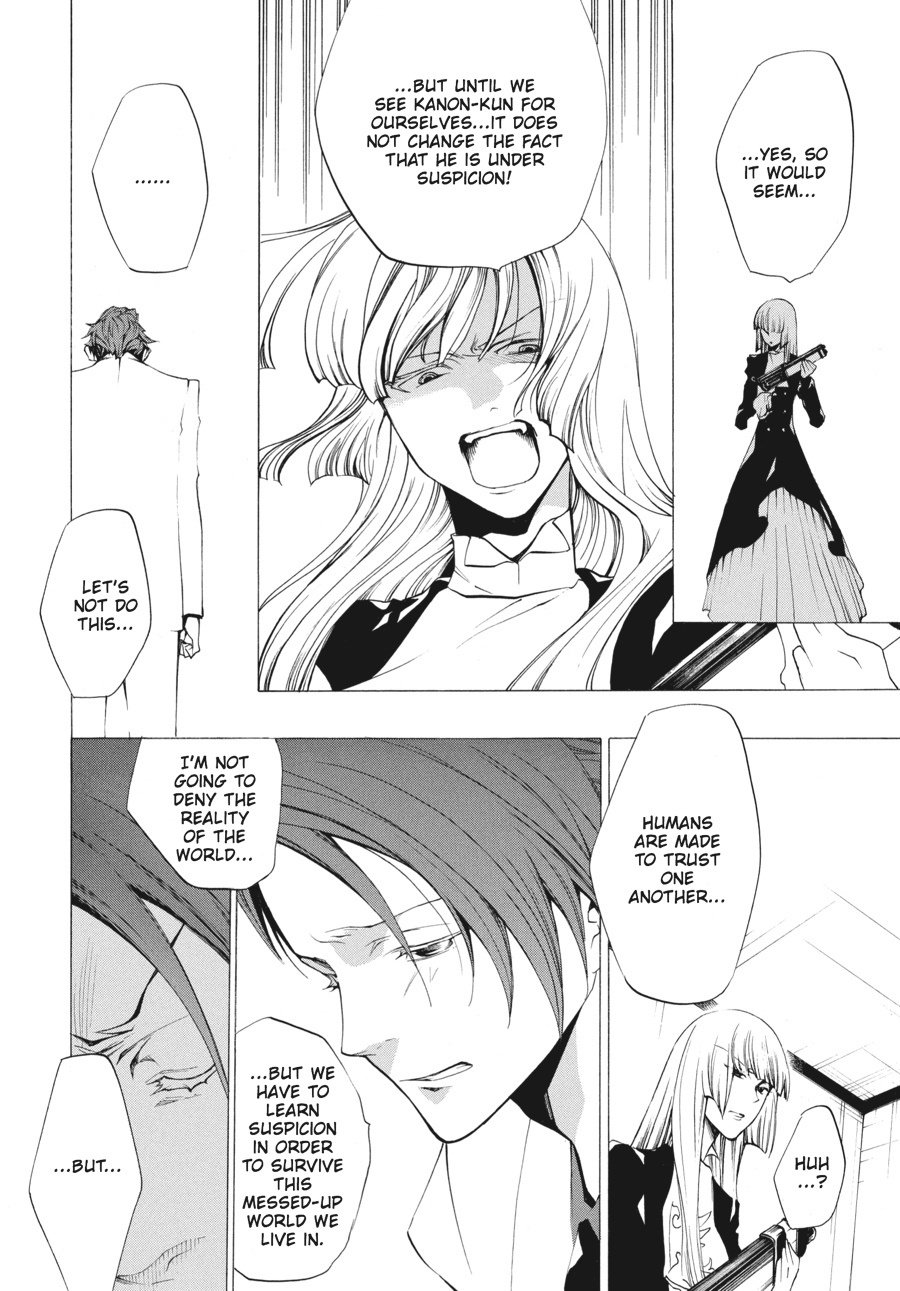 ...YES, SO
IT WOULD
SEEM...
...BUT UNTIL WE
SEE KANON-KUN FOR
OURSELVES...IT DOES
NOT CHANGE THE FACT
THAT HE IS UNDER
SUSPICION!
......
LET'S
NOT DO
THIS...
HUMANS
ARE MADE
TO TRUST
ONE
ANOTHER...
HUH
...?
I'M NOT
GOING TO
DENY THE
REALITY
OF THE
WORLD...
...BUT WE
HAVE TO
LEARN
SUSPICION
IN ORDER
TO SURVIVE
THIS
MESSED-UP
WORLD WE
LIVE IN.
...BUT...